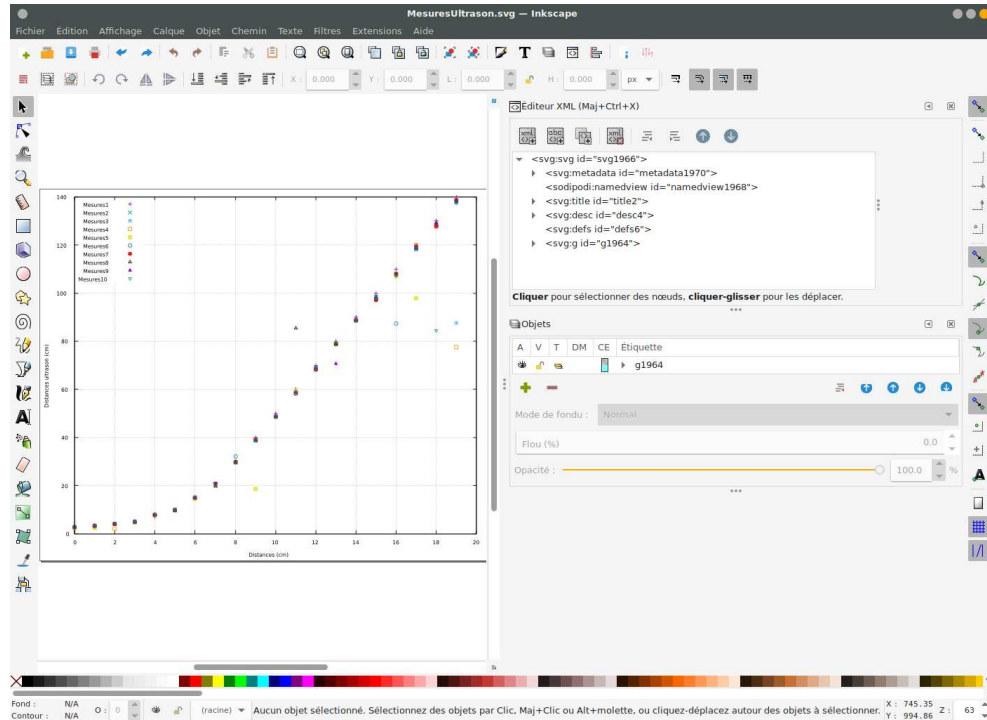 MesuresUltrason.svg — Inkscape
Fichier Édition Affichage Calque Objet Chemin Texte Filtres Extensions Aide
X : 0.000 Y : 0.000 L : 0.000 H : 0.000 px
Éditeur XML (Maj+Ctrl+X)
<svg:svg id="svg1966">
<svg:metadata id="metadata1970">
<sodipodi:namedview id="namedview1968">
<svg:title id="title2">
<svg:desc id="desc4">
<svg:defs id="defs6">
<svg:g id="g1964">
Cliquer pour sélectionner des nœuds, cliquer-glisser pour les déplacer.
Objets
A V T DM CE Étiquette
g1964
Mode de fondu : Normal
Flou (%) 0.0
Opacité : 100.0 %
Mesures1
Mesures2
Mesures3
Mesures4
Mesures5
Mesures6
Mesures7
Mesures8
Mesures9
Mesures10
140
120
100
80
60
40
20
0
Distances ultrason (cm)
0 2 4 6 8 10 12 14 16 18 20
Distances (cm)
Fond : N/A
Contour : N/A
O : 0
(racine)
Aucun objet sélectionné. Sélectionnez des objets par Clic, Maj+Clic ou Alt+molette, ou cliquez-déplacez autour des objets à sélectionner.
X : 745.35
Y : 994.86
Z : 63